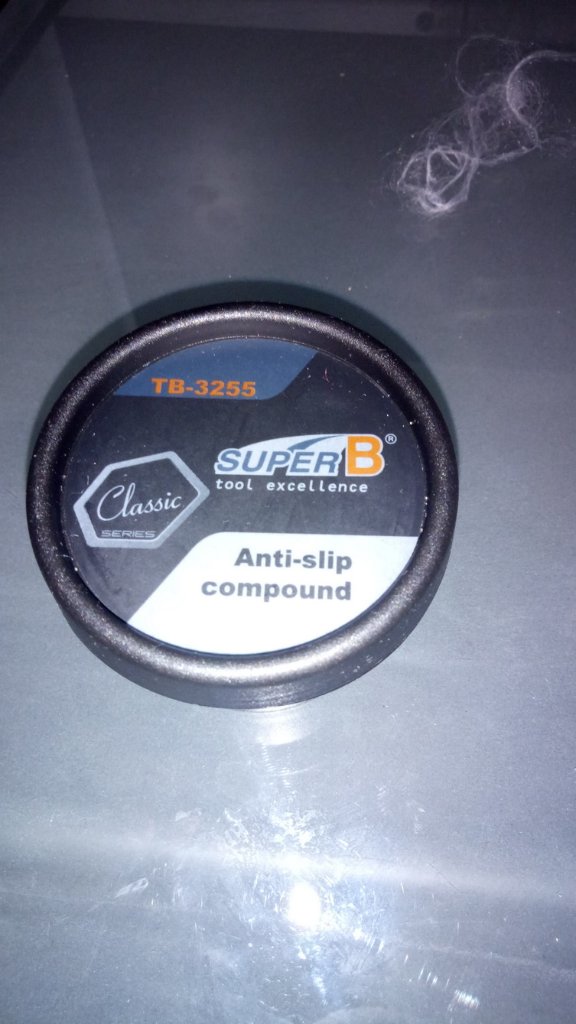 TB-3255
SUPER B®
tool excellence
Classic
SERIES
Anti-slip
compound